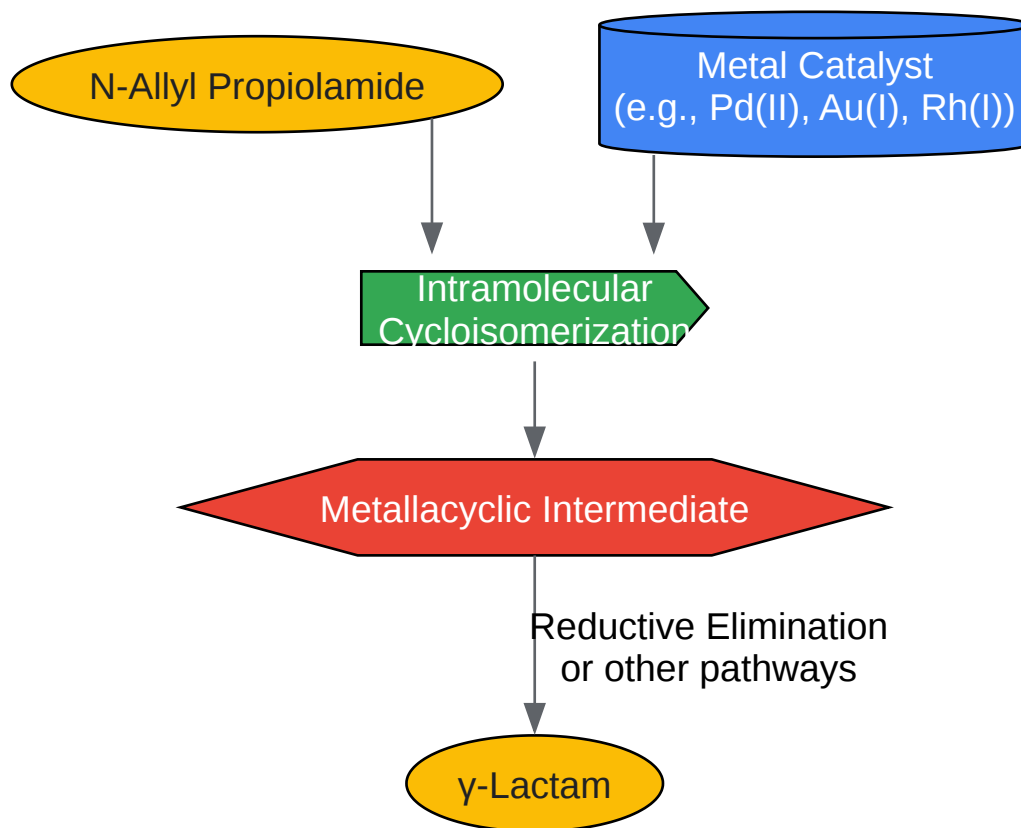 N-Allyl Propiolamide
Metal Catalyst
(e.g., Pd(II), Au(I), Rh(I))
Intramolecular
Cycloisomerization
Metallacyclic Intermediate
Reductive Elimination
or other pathways
γ-Lactam